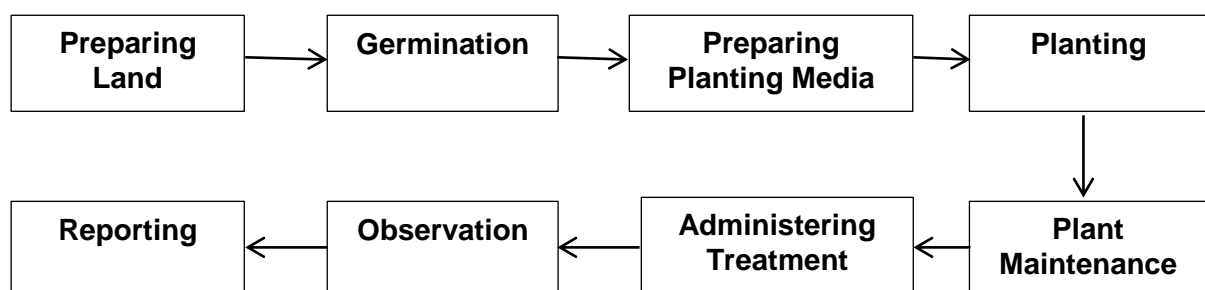 Preparing
Land
Germination
Preparing
Planting Media
Planting
Plant
Maintenance
Administering
Treatment
Observation
Reporting